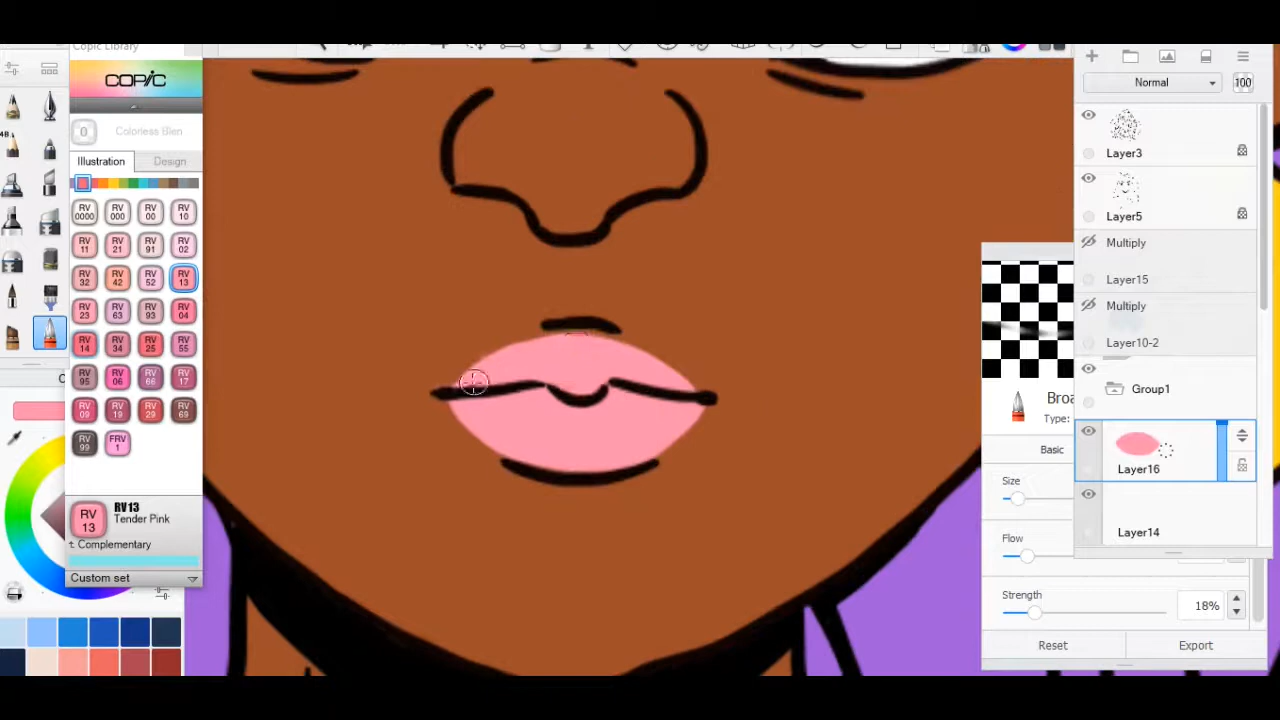 Copic Library
COPIC
0 Colorless Blen
Illustration Design
RV 0000 RV 000 RV 00 RV 10
RV 11 RV 21 RV 91 RV 02
RV 32 RV 42 RV 52 RV 13
RV 23 RV 63 RV 93 RV 04
RV 14 RV 34 RV 25 RV 55
RV 95 RV 06 RV 66 RV 17
RV 09 RV 19 RV 29 RV 69
RV 99 FRV 1
RV 13
RV13
Tender Pink
t Complementary
Custom set
Normal 100
Layer3
Layer5
Multiply
Layer15
Multiply
Layer10-2
Group1
Layer16
Layer14
Broa
Type:
Basic
Size
Flow
Strength 18%
Reset Export